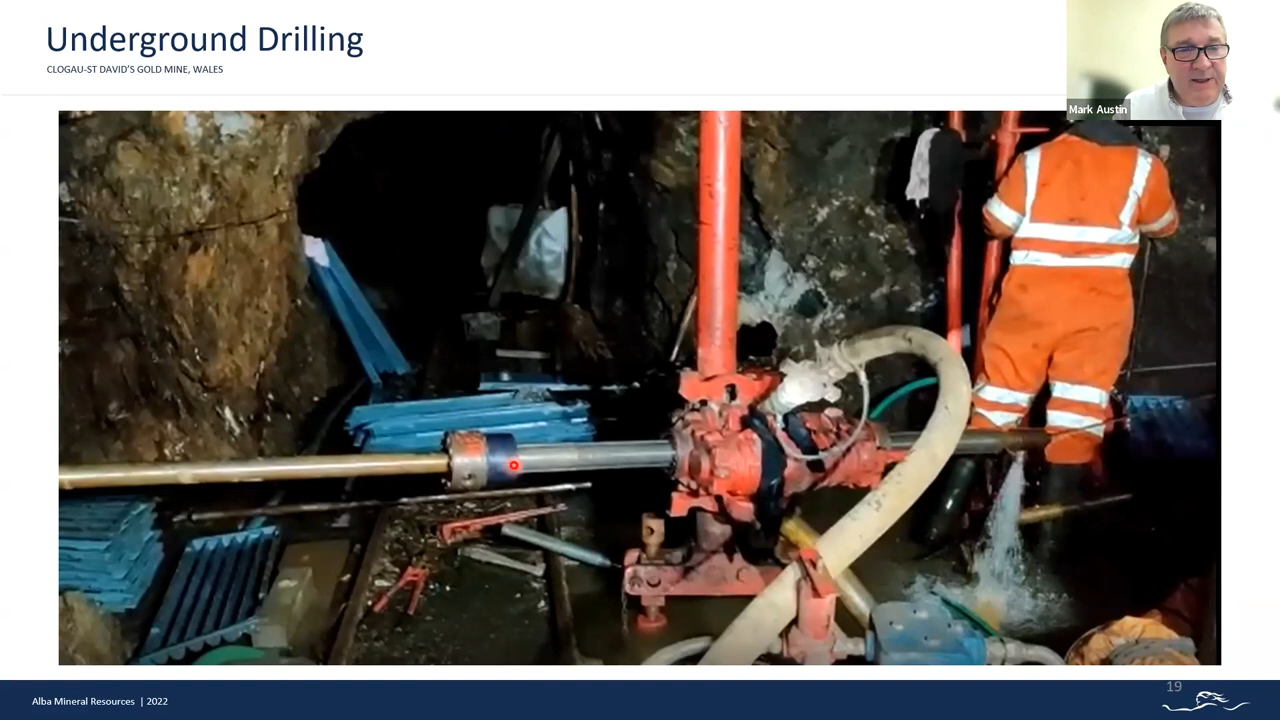 Underground Drilling
CLOGAU-ST DAVID'S GOLD MINE, WALES
Mark Austin
19
Alba Mineral Resources | 2022